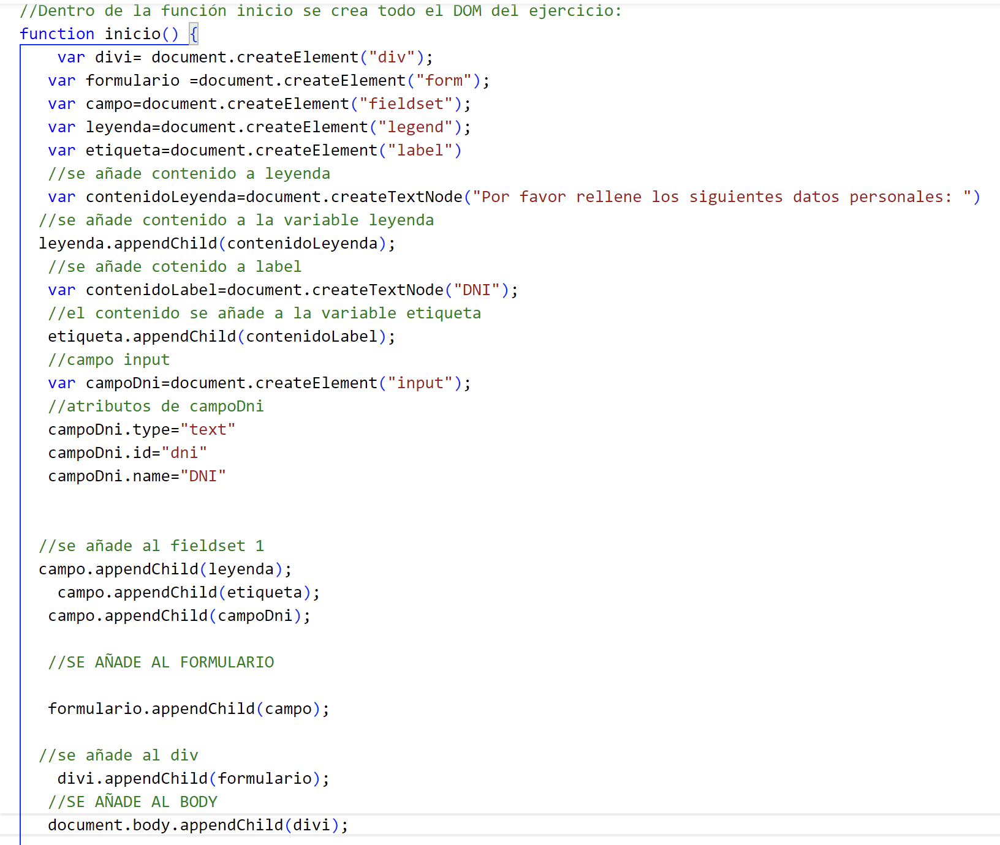 //Dentro de la función inicio se crea todo el DOM del ejercicio:
function inicio() {
var divi= document.createElement("div");
var formulario =document.createElement("form");
var campo=document.createElement("fieldset");
var leyenda=document.createElement("legend");
var etiqueta=document.createElement("label")
//se añade contenido a leyenda
var contenidoLeyenda=document.createTextNode("Por favor rellene los siguientes datos personales: ")
//se añade contenido a la variable leyenda
leyenda.appendChild(contenidoLeyenda);
//se añade cotenido a label
var contenidoLabel=document.createTextNode("DNI");
//el contenido se añade a la variable etiqueta
etiqueta.appendChild(contenidoLabel);
//campo input
var campoDni=document.createElement("input");
//atributos de campoDni
campoDni.type="text"
campoDni.id="dni"
campoDni.name="DNI"
//se añade al fieldset 1
campo.appendChild(leyenda);
campo.appendChild(etiqueta);
campo.appendChild(campoDni);
//SE AÑADE AL FORMULARIO
formulario.appendChild(campo);
//se añade al div
divi.appendChild(formulario);
//SE AÑADE AL BODY
document.body.appendChild(divi);